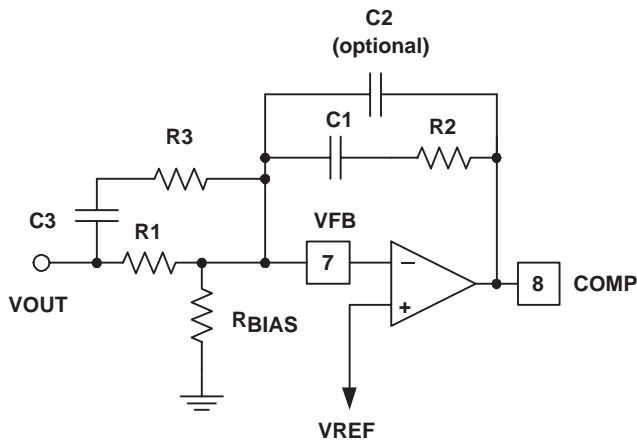 C2
(optional)
C1
R2
R3
C3
R1
VFB
7
−
+
8
COMP
VOUT
RBIAS
VREF